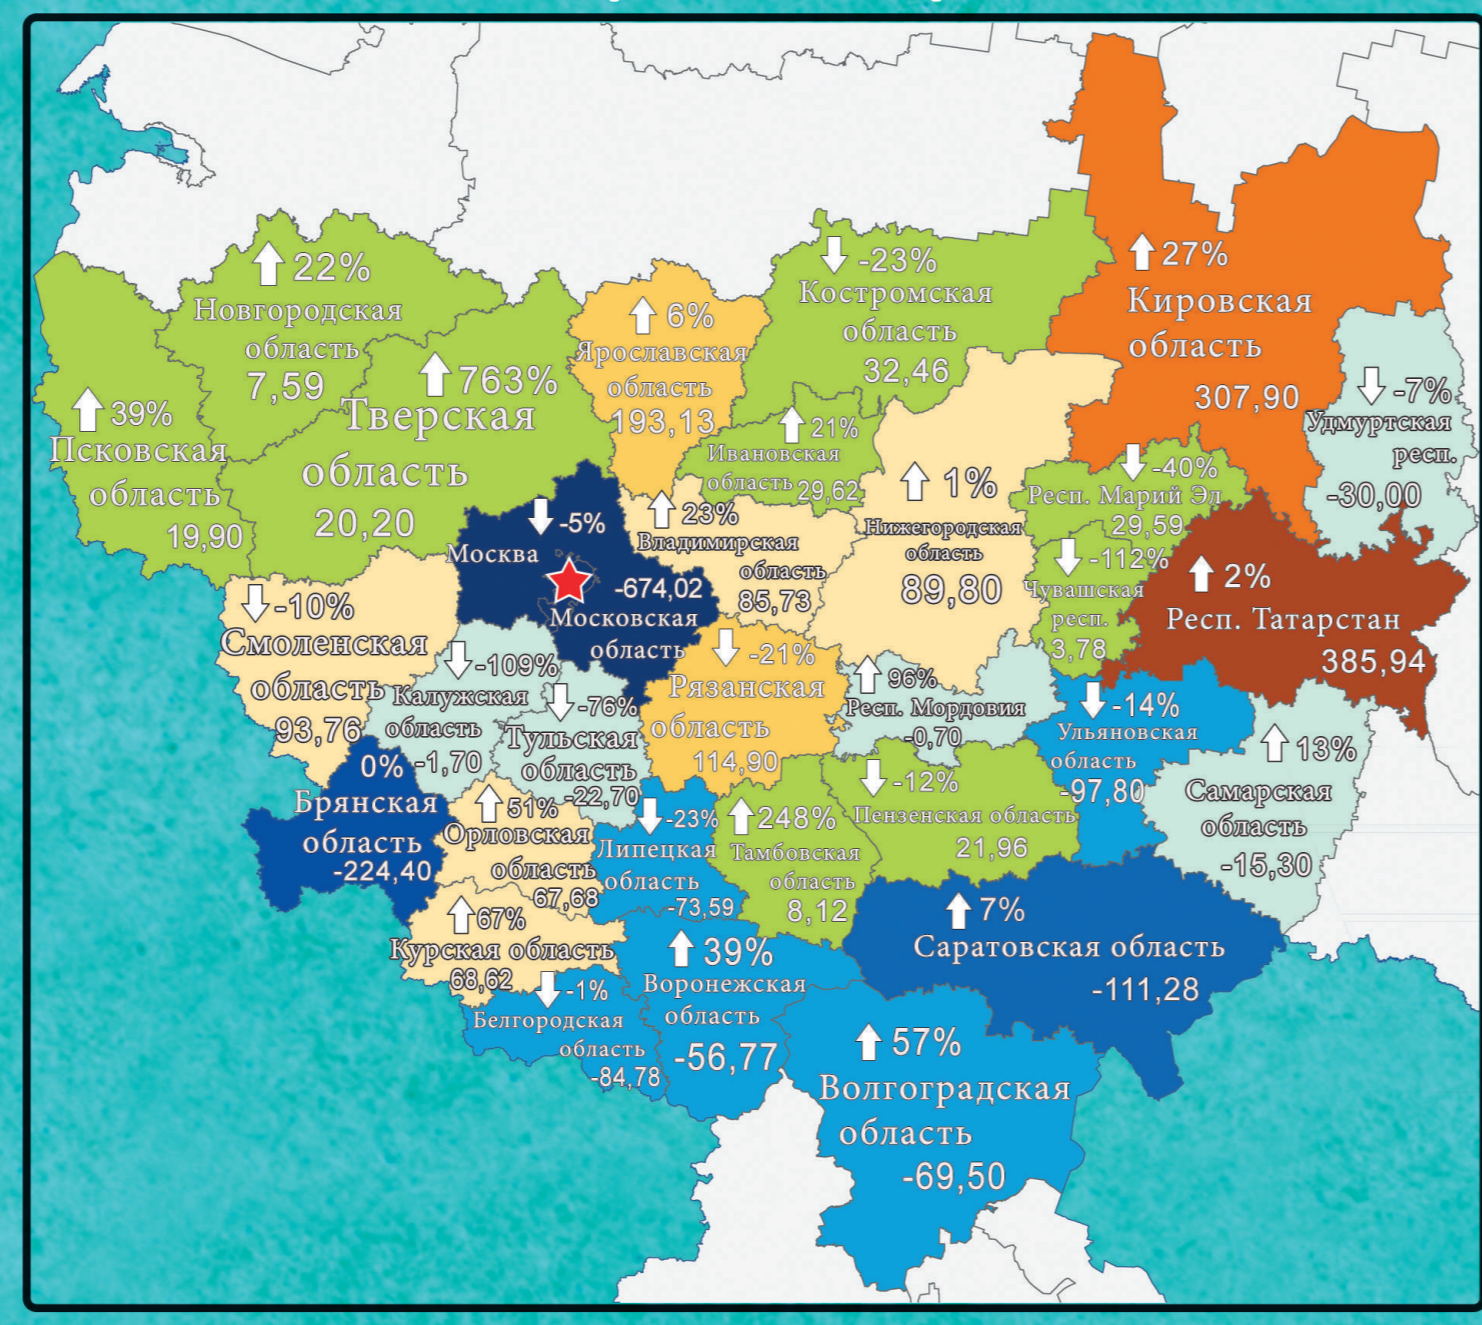 22%
Новгородская
область
7,59
39%
Псковская
область
19,90
763%
Тверская
область
20,20
6%
Ярославская
область
193,13
-23%
Костромская
область
32,46
27%
Кировская
область
307,90
-7%
Удмуртская
респ.
-30,00
21%
Ивановская
область 29,62
23%
Владимирская
область
85,73
1%
Нижегородская
область
89,80
-40%
Респ. Марий Эл
29,59
-112%
Чувашская
респ.
3,78
2%
Респ. Татарстан
385,94
-5%
Москва
-674,02
Московская
область
-10%
Смоленская
область
93,76
-109%
Калужская
область
-1,70
-76%
Тульская
область
-22,70
-21%
Рязанская
область
114,90
96%
Респ. Мордовия
-0,70
-14%
Ульяновская
область
-97,80
13%
Самарская
область
-15,30
0%
Брянская
область
-224,40
51%
Орловская
область
67,68
-23%
Липецкая
область
-73,59
248%
Тамбовская
область
8,12
-12%
Пензенская область
21,96
67%
Курская область
68,62
-1%
Белгородская
область
-84,78
39%
Воронежская
область
-56,77
7%
Саратовская область
-111,28
57%
Волгоградская
область
-69,50